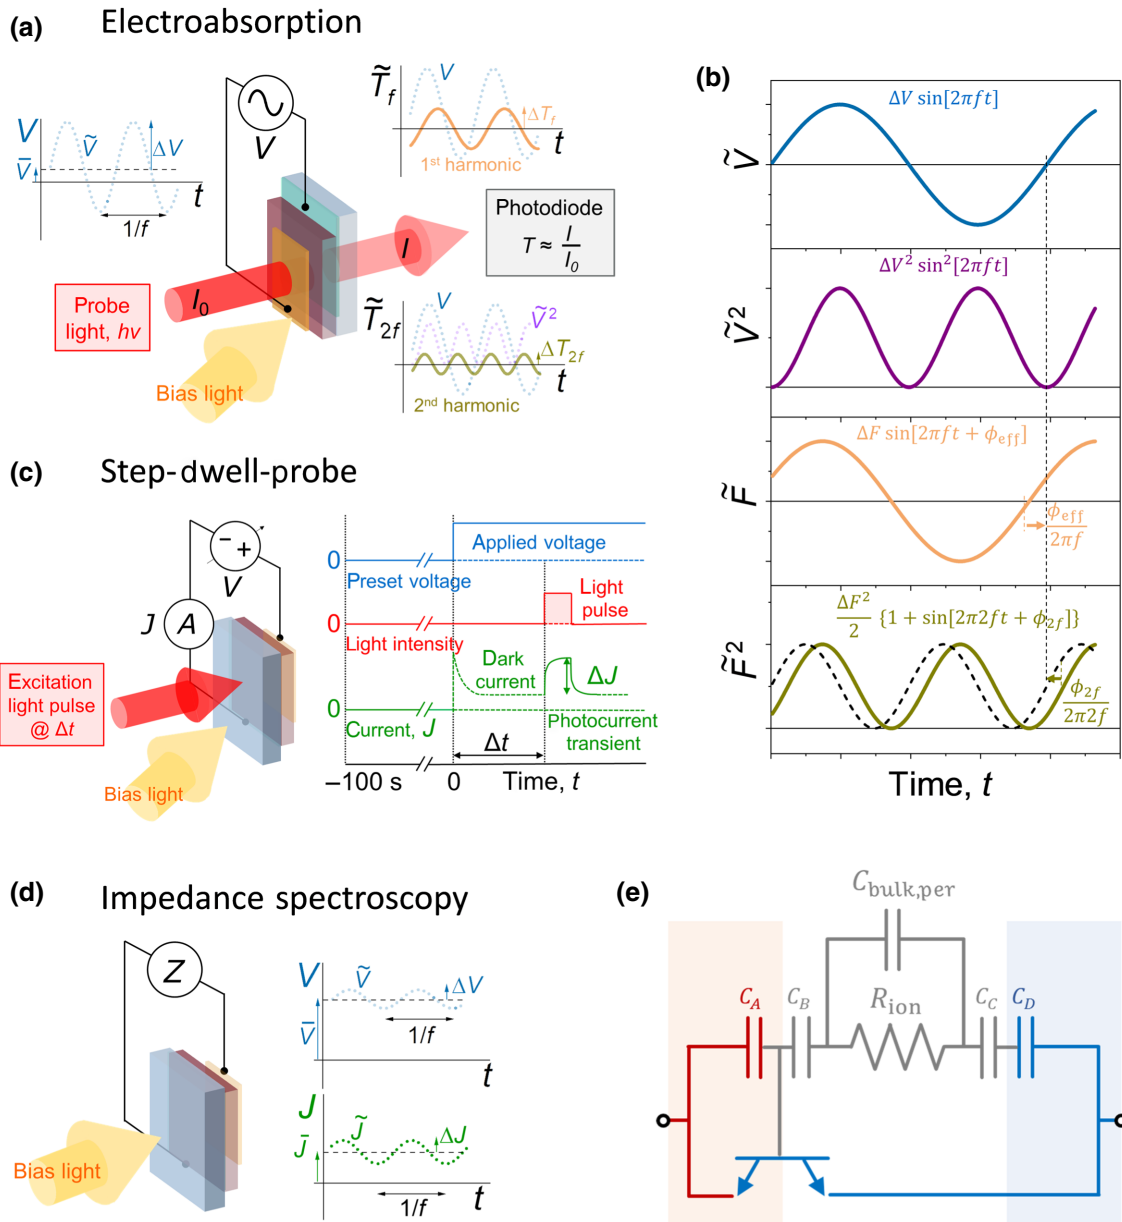 (a) Electroabsorption
V
Ṽ
V̄
ΔV
t
1/f
V
T̃f
V
ΔTf
t
1st harmonic
Photodiode
T ≈ I/I0
I
I0
Probe
light, hν
Bias light
T̃2f
V
Ṽ2
ΔT2f
t
2nd harmonic
(b)
ΔV sin[2πft]
Ṽ
ΔV2 sin2[2πft]
Ṽ2
ΔF sin[2πft + ϕeff]
F̃
ϕeff/2πf
ΔF2/2 {1 + sin[2π2ft + ϕ2f]}
F̃2
ϕ2f/2π2f
Time, t
(c) Step-dwell-probe
- +
V
J A
Excitation
light pulse
@ Δt
Bias light
0
Applied voltage
Preset voltage
Light
pulse
0
Light intensity
Dark
current
ΔJ
0
Current, J
Photocurrent
transient
Δt
–100 s 0 Time, t
(d) Impedance spectroscopy
Z
Bias light
V
Ṽ
ΔV
V̄
1/f
t
J
J̃
ΔJ
J̄
1/f
t
(e)
Cbulk,per
CA CB Rion CC CD